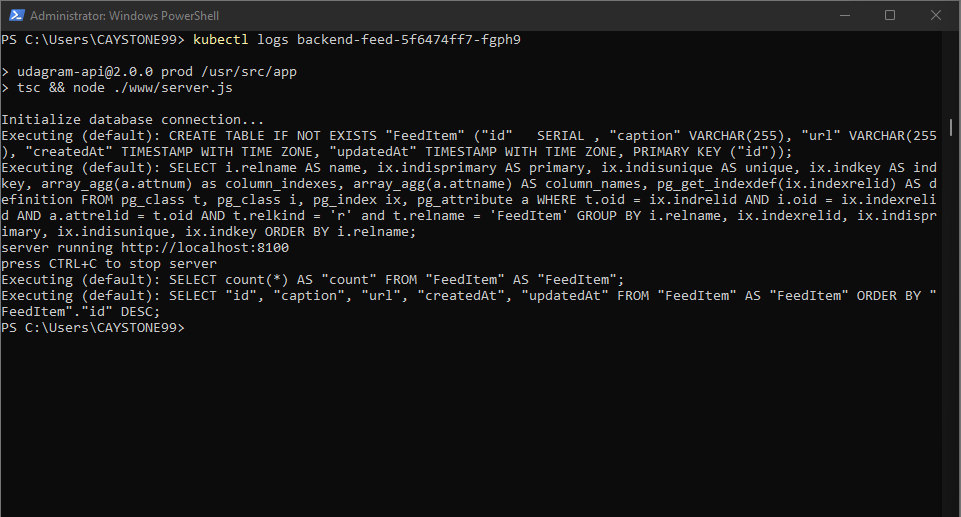 Administrator: Windows PowerShell
PS C:\Users\CAYSTONE99> kubectl logs backend-feed-5f6474ff7-fgph9
> udagram-api@2.0.0 prod /usr/src/app
> tsc && node ./www/server.js
Initialize database connection...
Executing (default): CREATE TABLE IF NOT EXISTS "FeedItem" ("id"   SERIAL , "caption" VARCHAR(255), "url" VARCHAR(255
), "createdAt" TIMESTAMP WITH TIME ZONE, "updatedAt" TIMESTAMP WITH TIME ZONE, PRIMARY KEY ("id"));
Executing (default): SELECT i.relname AS name, ix.indisprimary AS primary, ix.indisunique AS unique, ix.indkey AS ind
key, array_agg(a.attnum) as column_indexes, array_agg(a.attname) AS column_names, pg_get_indexdef(ix.indexrelid) AS d
efinition FROM pg_class t, pg_class i, pg_index ix, pg_attribute a WHERE t.oid = ix.indrelid AND i.oid = ix.indexreli
d AND a.attrelid = t.oid AND t.relkind = 'r' and t.relname = 'FeedItem' GROUP BY i.relname, ix.indexrelid, ix.indispr
imary, ix.indisunique, ix.indkey ORDER BY i.relname;
server running http://localhost:8100
press CTRL+C to stop server
Executing (default): SELECT count(*) AS "count" FROM "FeedItem" AS "FeedItem";
Executing (default): SELECT "id", "caption", "url", "createdAt", "updatedAt" FROM "FeedItem" AS "FeedItem" ORDER BY "
FeedItem"."id" DESC;
PS C:\Users\CAYSTONE99>